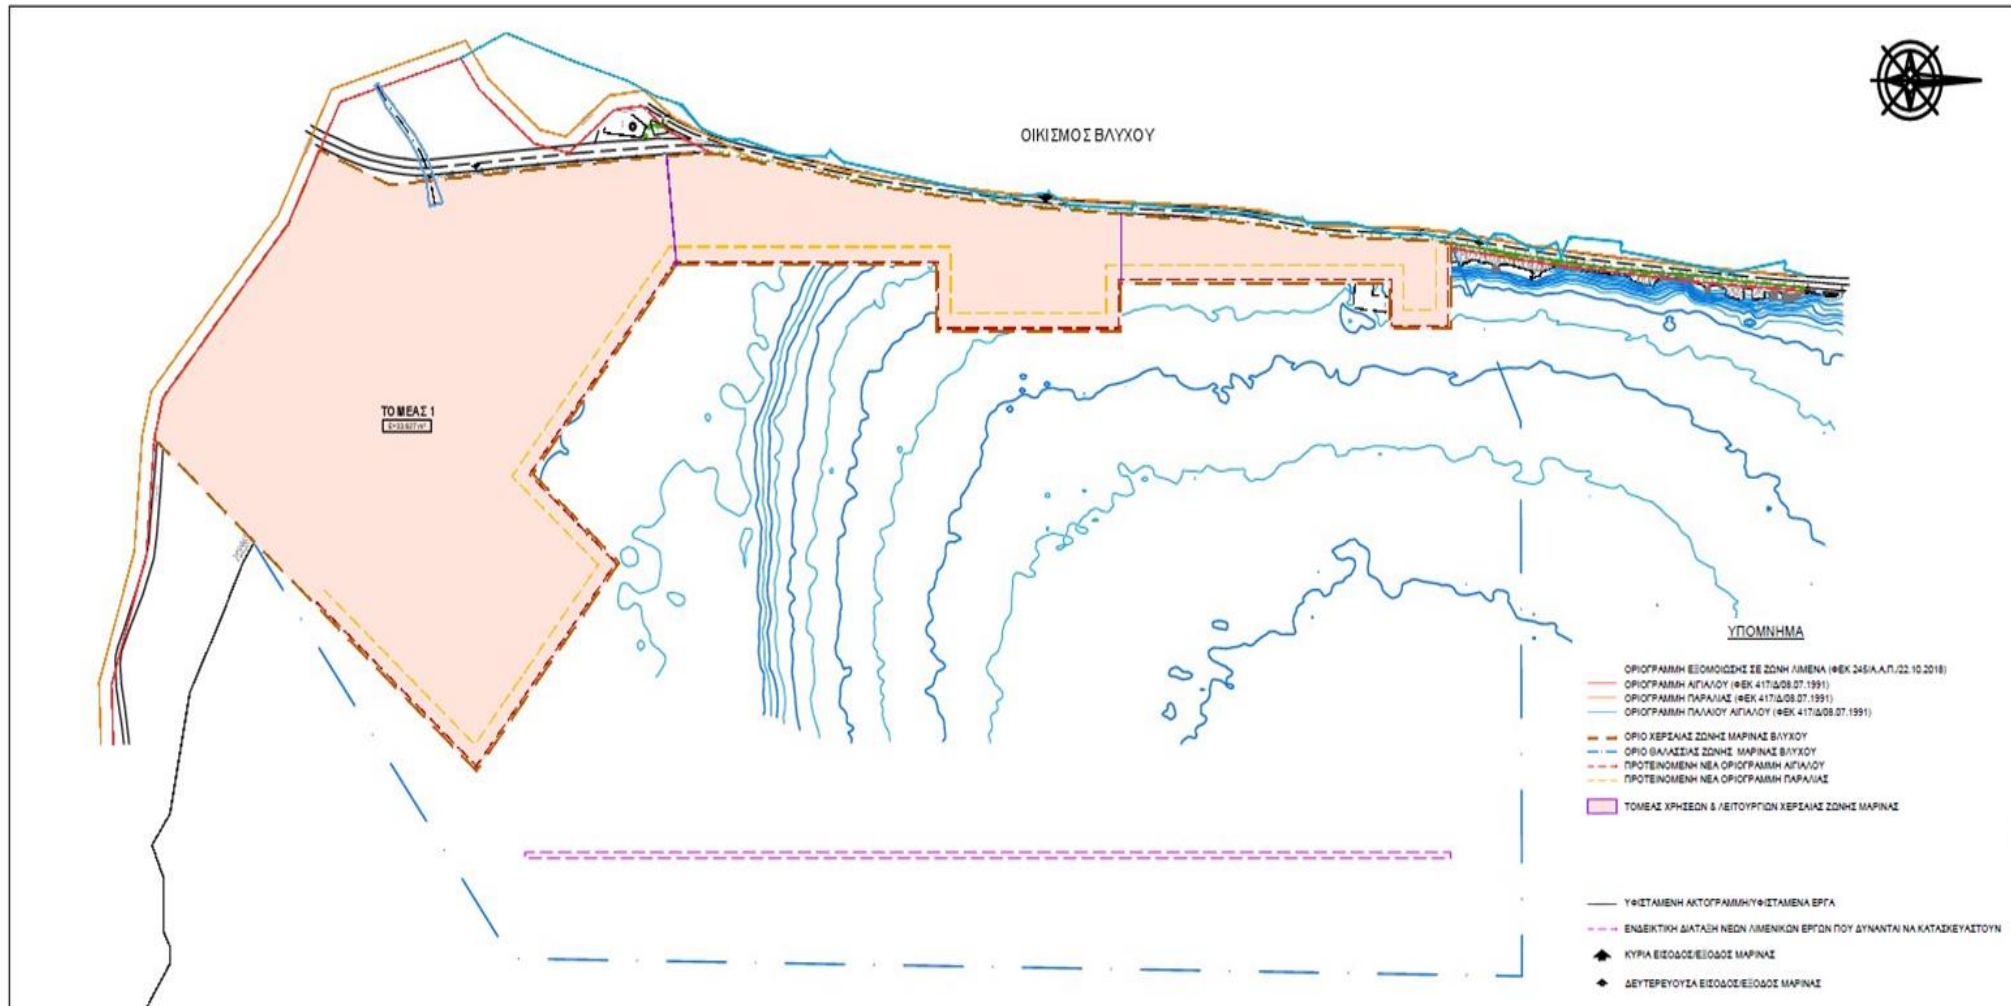 ΟΙΚΙΣΜΟΣ ΒΛΥΧΟΥ
ΤΟΜΕΑΣ 1
ΥΠΟΜΝΗΜΑ
ΟΡΙΟΓΡΑΜΜΗ ΕΞΟΜΟΙΩΣΗΣ ΣΕ ΖΩΝΗ ΛΙΜΕΝΑ (ΦΕΚ 245/Α.Α.Π./22.10.2018)
ΟΡΙΟΓΡΑΜΜΗ ΑΙΓΙΑΛΟΥ (ΦΕΚ 417/Δ/08.07.1991)
ΟΡΙΟΓΡΑΜΜΗ ΠΑΡΑΛΙΑΣ (ΦΕΚ 417/Δ/08.07.1991)
ΟΡΙΟΓΡΑΜΜΗ ΠΑΛΑΙΟΥ ΑΙΓΙΑΛΟΥ (ΦΕΚ 417/Δ/08.07.1991)
ΟΡΙΟ ΧΕΡΣΑΙΑΣ ΖΩΝΗΣ ΜΑΡΙΝΑΣ ΒΛΥΧΟΥ
ΟΡΙΟ ΘΑΛΑΣΣΙΑΣ ΖΩΝΗΣ ΜΑΡΙΝΑΣ ΒΛΥΧΟΥ
ΠΡΟΤΕΙΝΟΜΕΝΗ ΝΕΑ ΟΡΙΟΓΡΑΜΜΗ ΑΙΓΙΑΛΟΥ
ΠΡΟΤΕΙΝΟΜΕΝΗ ΝΕΑ ΟΡΙΟΓΡΑΜΜΗ ΠΑΡΑΛΙΑΣ
ΤΟΜΕΑΣ ΧΡΗΣΕΩΝ & ΛΕΙΤΟΥΡΓΙΩΝ ΧΕΡΣΑΙΑΣ ΖΩΝΗΣ ΜΑΡΙΝΑΣ
ΥΦΙΣΤΑΜΕΝΗ ΑΚΤΟΓΡΑΜΜΗ/ΥΦΙΣΤΑΜΕΝΑ ΕΡΓΑ
ΕΝΔΕΙΚΤΙΚΗ ΔΙΑΤΑΞΗ ΝΕΩΝ ΛΙΜΕΝΙΚΩΝ ΕΡΓΩΝ ΠΟΥ ΔΥΝΑΝΤΑΙ ΝΑ ΚΑΤΑΣΚΕΥΑΣΤΟΥΝ
ΚΥΡΙΑ ΕΙΣΟΔΟΣ/ΕΞΟΔΟΣ ΜΑΡΙΝΑΣ
ΔΕΥΤΕΡΕΥΟΥΣΑ ΕΙΣΟΔΟΣ/ΕΞΟΔΟΣ ΜΑΡΙΝΑΣ